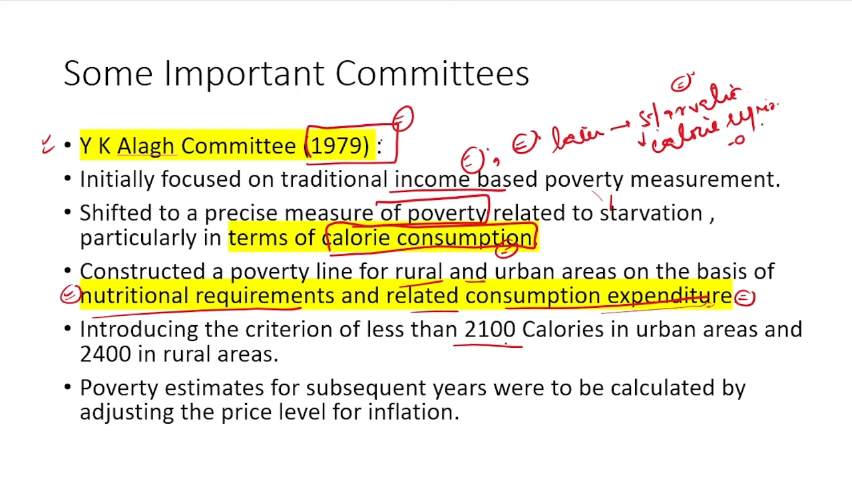 Some Important Committees
• Y K Alagh Committee (1979) :
later → starvation
calorie
• Initially focused on traditional income based poverty measurement.
• Shifted to a precise measure of poverty related to starvation ,
particularly in terms of calorie consumption.
• Constructed a poverty line for rural and urban areas on the basis of
nutritional requirements and related consumption expenditure
• Introducing the criterion of less than 2100 Calories in urban areas and
2400 in rural areas.
• Poverty estimates for subsequent years were to be calculated by
adjusting the price level for inflation.